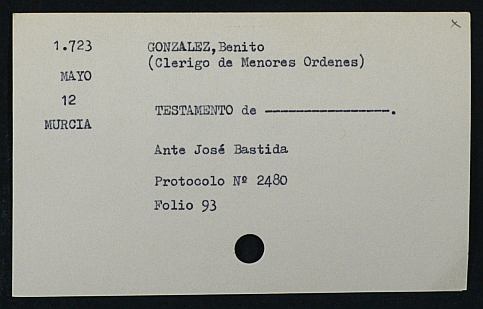 1.723
GONZALEZ,Benito
(Clerigo de Menores Ordenes)
MAYO
12
MURCIA
TESTAMENTO de ----------------.
Ante José Bastida
Protocolo Nº 2480
Folio 93
x